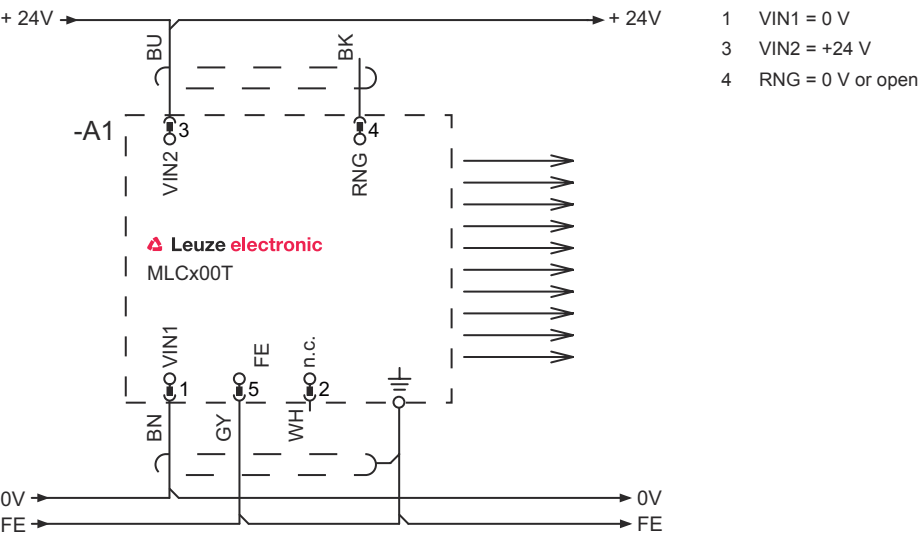 + 24V
+ 24V
1 VIN1 = 0 V
3 VIN2 = +24 V
4 RNG = 0 V or open
BU
BK
-A1
3
4
VIN2
RNG
Leuze electronic
MLCx00T
VIN1
FE
n.c.
1
5
2
BN
GY
WH
0V
0V
FE
FE